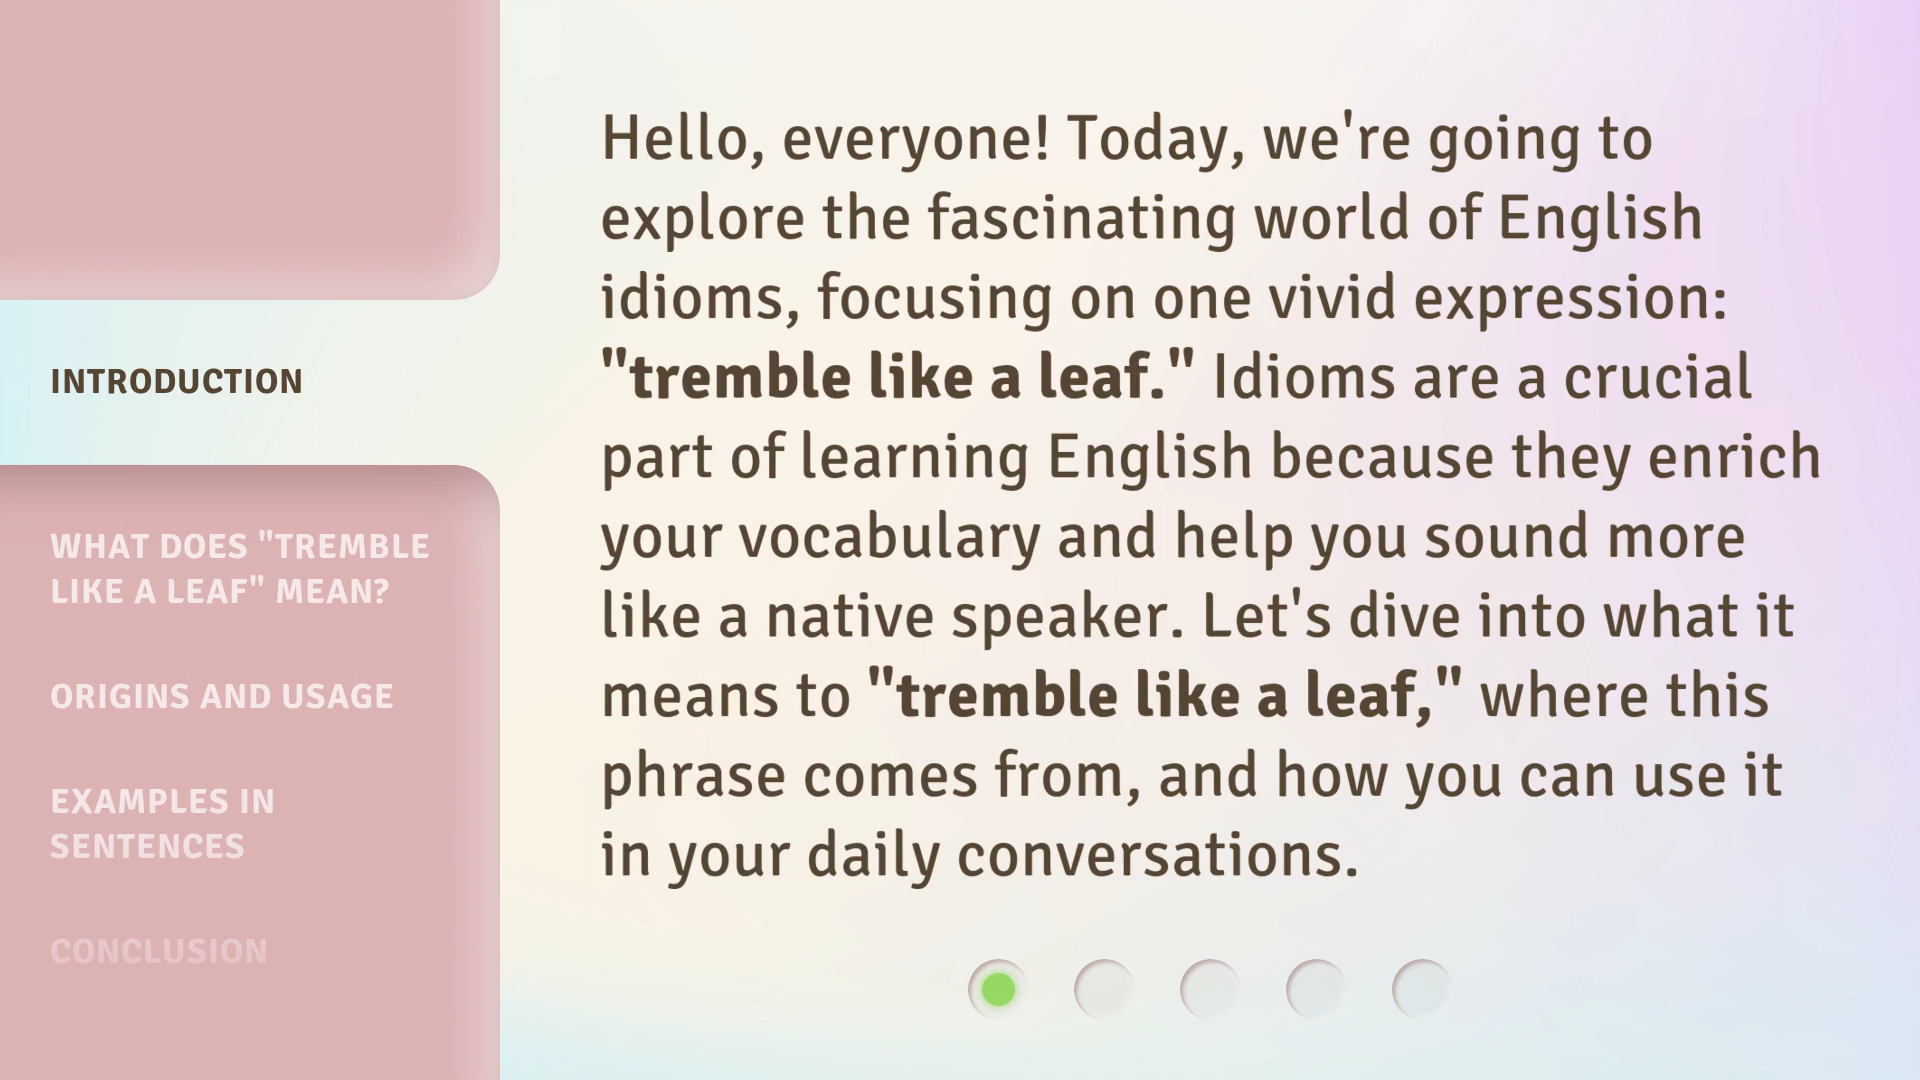 INTRODUCTION
WHAT DOES "TREMBLE
LIKE A LEAF" MEAN?
ORIGINS AND USAGE
EXAMPLES IN
SENTENCES
CONCLUSION
Hello, everyone! Today, we're going to
explore the fascinating world of English
idioms, focusing on one vivid expression:
"tremble like a leaf." Idioms are a crucial
part of learning English because they enrich
your vocabulary and help you sound more
like a native speaker. Let's dive into what it
means to "tremble like a leaf," where this
phrase comes from, and how you can use it
in your daily conversations.